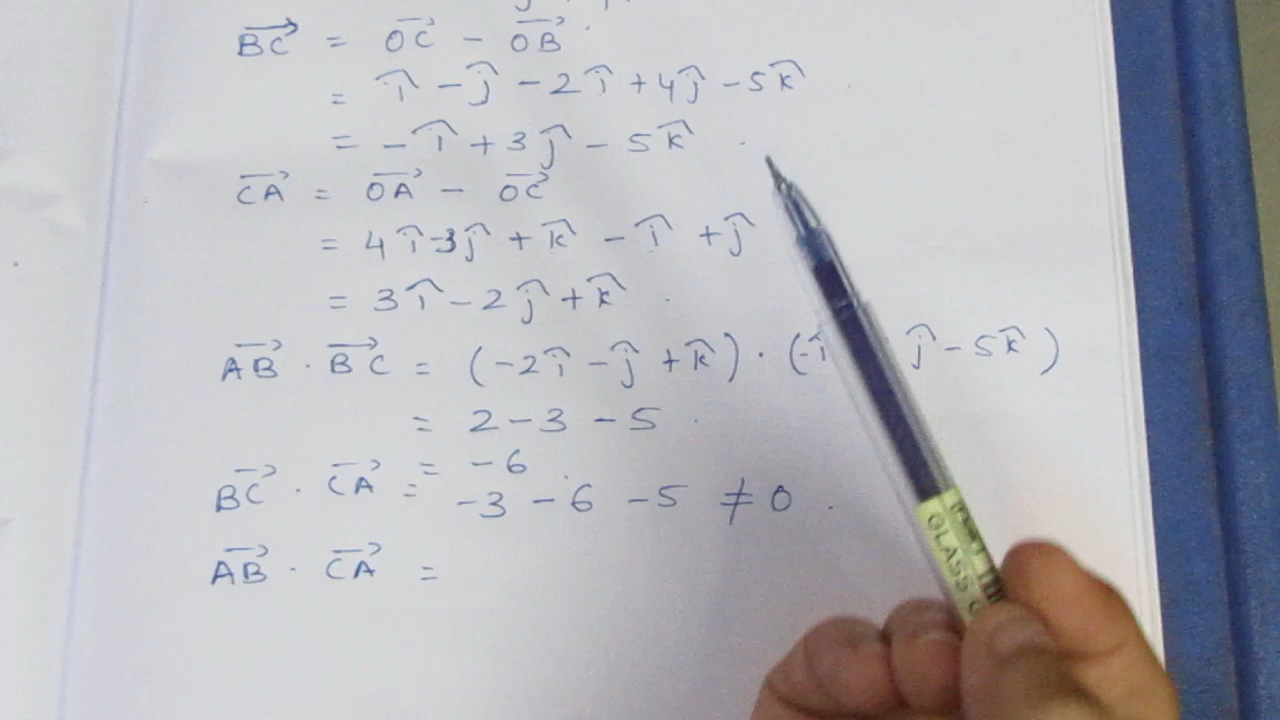 BC⃗ = OC⃗ - OB⃗
= î - ĵ - 2î + 4ĵ - 5k̂
= - î + 3ĵ - 5k̂
CA⃗ = OA⃗ - OC⃗
= 4î - 3ĵ + k̂ - î + ĵ
= 3î - 2ĵ + k̂
AB⃗ · BC⃗ = (-2î - ĵ + k̂) · (-î ĵ - 5k̂)
= 2 - 3 - 5
= -6
BC⃗ · CA⃗ = -3 - 6 - 5 ≠ 0
AB⃗ · CA⃗ =
GLASS